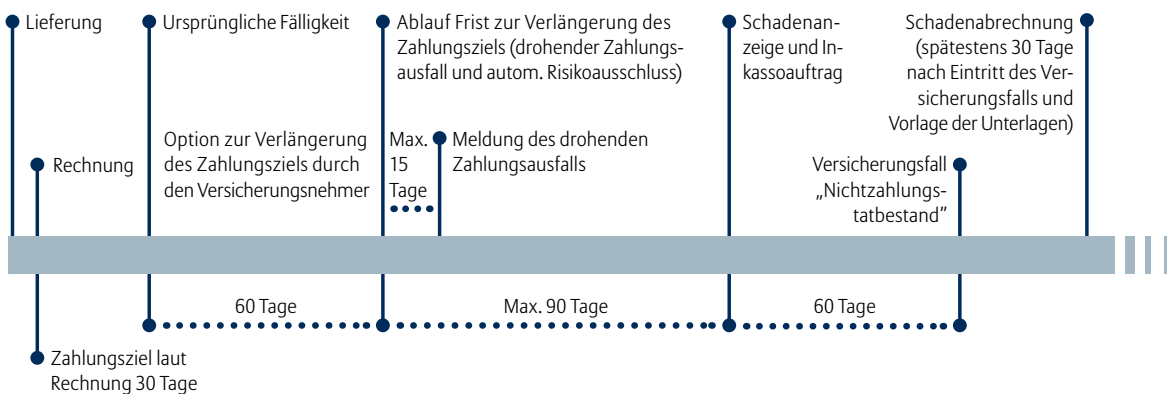 Lieferung
Rechnung
Zahlungsziel laut
Rechnung 30 Tage
Ursprüngliche Fälligkeit
Option zur Verlängerung
des Zahlungsziels durch
den Versicherungsnehmer
60 Tage
Ablauf Frist zur Verlängerung des
Zahlungsziels (drohender Zahlungs-
ausfall und autom. Risikoausschluss)
Max.
15
Tage
Meldung des drohenden
Zahlungsausfalls
Max. 90 Tage
Schadenan-
zeige und In-
kassoauftrag
60 Tage
Versicherungsfall
„Nichtzahlungs-
tatbestand”
Schadenabrechnung
(spätestens 30 Tage
nach Eintritt des Ver-
sicherungsfalls und
Vorlage der Unterlagen)